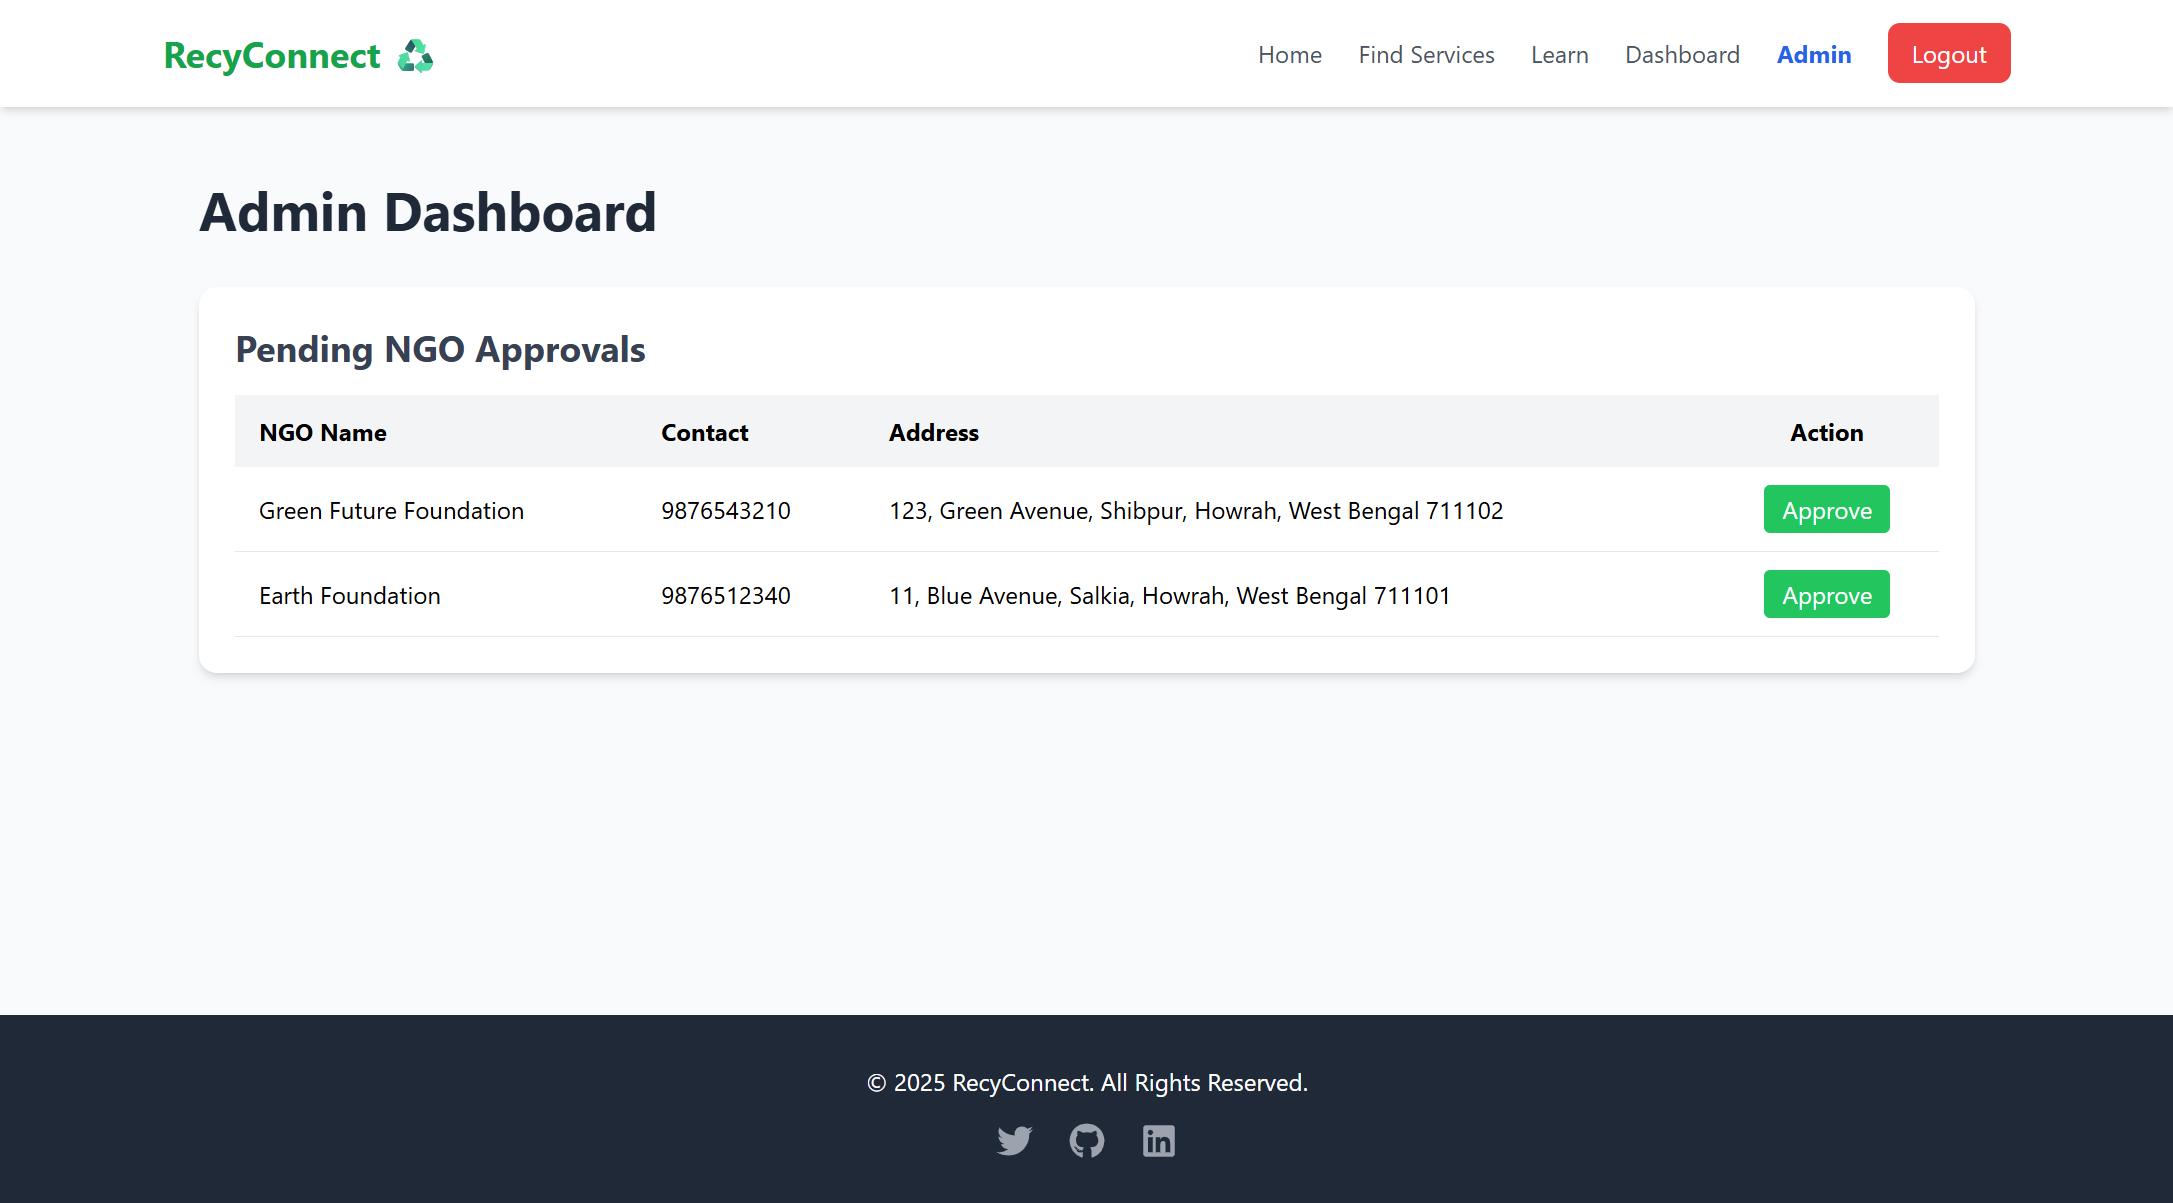 RecyConnect
Home Find Services Learn Dashboard Admin Logout
Admin Dashboard
Pending NGO Approvals
NGO Name Contact Address Action
Green Future Foundation 9876543210 123, Green Avenue, Shibpur, Howrah, West Bengal 711102 Approve
Earth Foundation 9876512340 11, Blue Avenue, Salkia, Howrah, West Bengal 711101 Approve
© 2025 RecyConnect. All Rights Reserved.